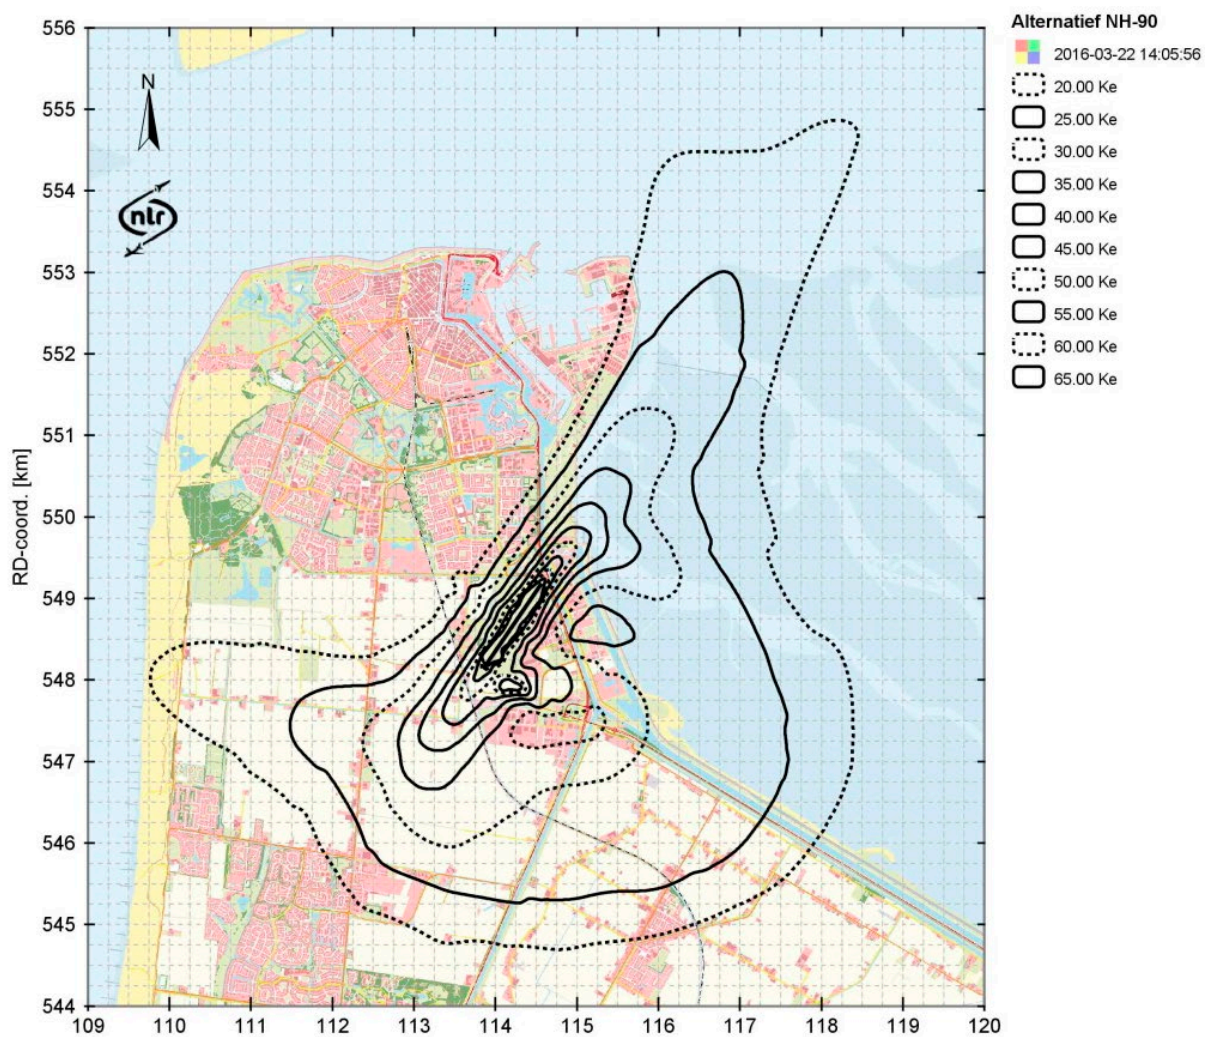 Alternatief NH-90
2016-03-22 14:05:56
20.00 Ke
25.00 Ke
30.00 Ke
35.00 Ke
40.00 Ke
45.00 Ke
50.00 Ke
55.00 Ke
60.00 Ke
65.00 Ke
N
nlr
RD-coord. [km]
556
555
554
553
552
551
550
549
548
547
546
545
544
109 110 111 112 113 114 115 116 117 118 119 120